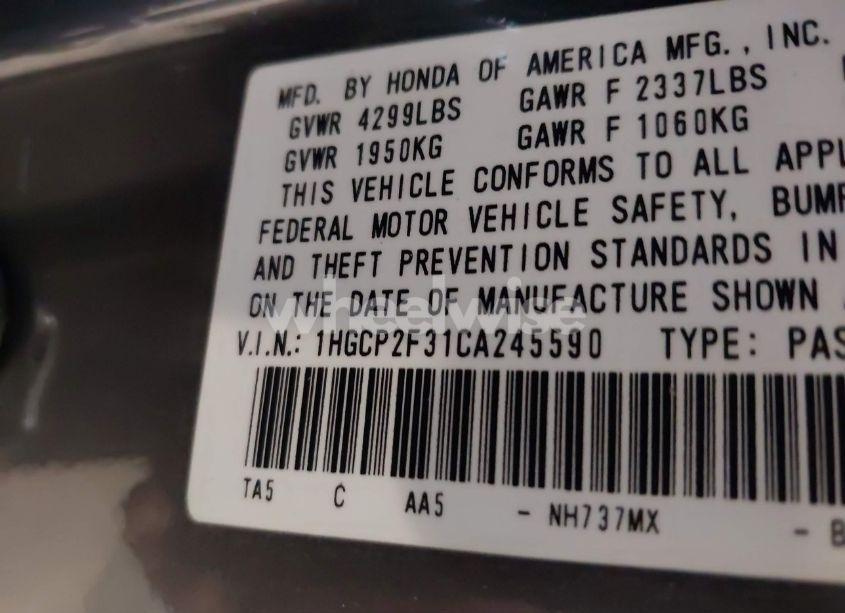 MFD. BY HONDA OF AMERICA MFG., INC.
GVWR 4299LBS GAWR F 2337LBS
GVWR 1950KG GAWR F 1060KG
THIS VEHICLE CONFORMS TO ALL APPL
FEDERAL MOTOR VEHICLE SAFETY, BUMP
AND THEFT PREVENTION STANDARDS IN
ON THE DATE OF MANUFACTURE SHOWN
wheelwise
V.I.N.: 1HGCP2F31CA245590 TYPE: PAS
TA5 C AA5 - NH737MX - B